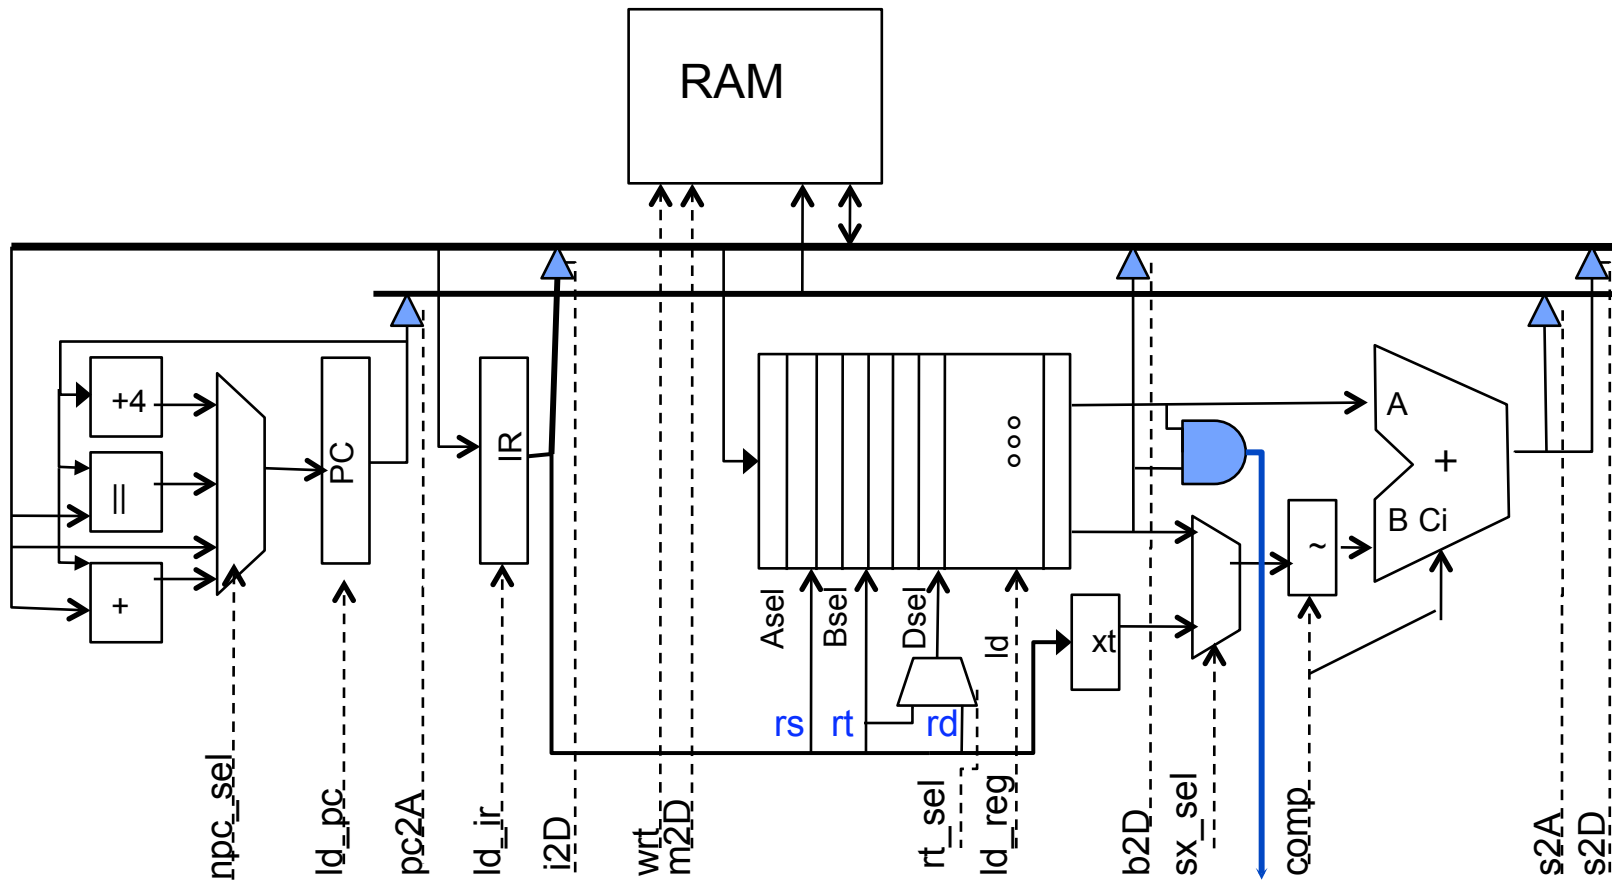 RAM
+4
||
+
PC
IR
Asel
Bsel
Dsel
ld
rs
rt
rd
xt
~
A
+
B Ci
npc_sel
ld_pc
pc2A
ld_ir
i2D
wrt
m2D
rt_sel
ld_reg
b2D
sx_sel
comp
s2A
s2D